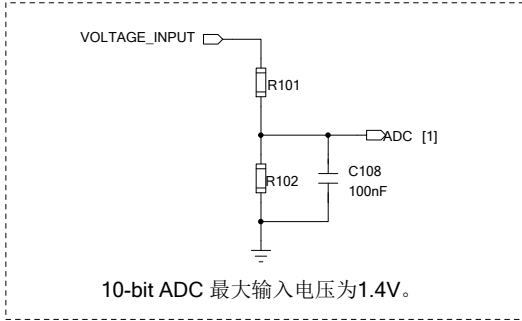 VOLTAGE_INPUT
R101
ADC [1]
R102
C108
100nF
10-bit ADC 最大输入电压为1.4V。